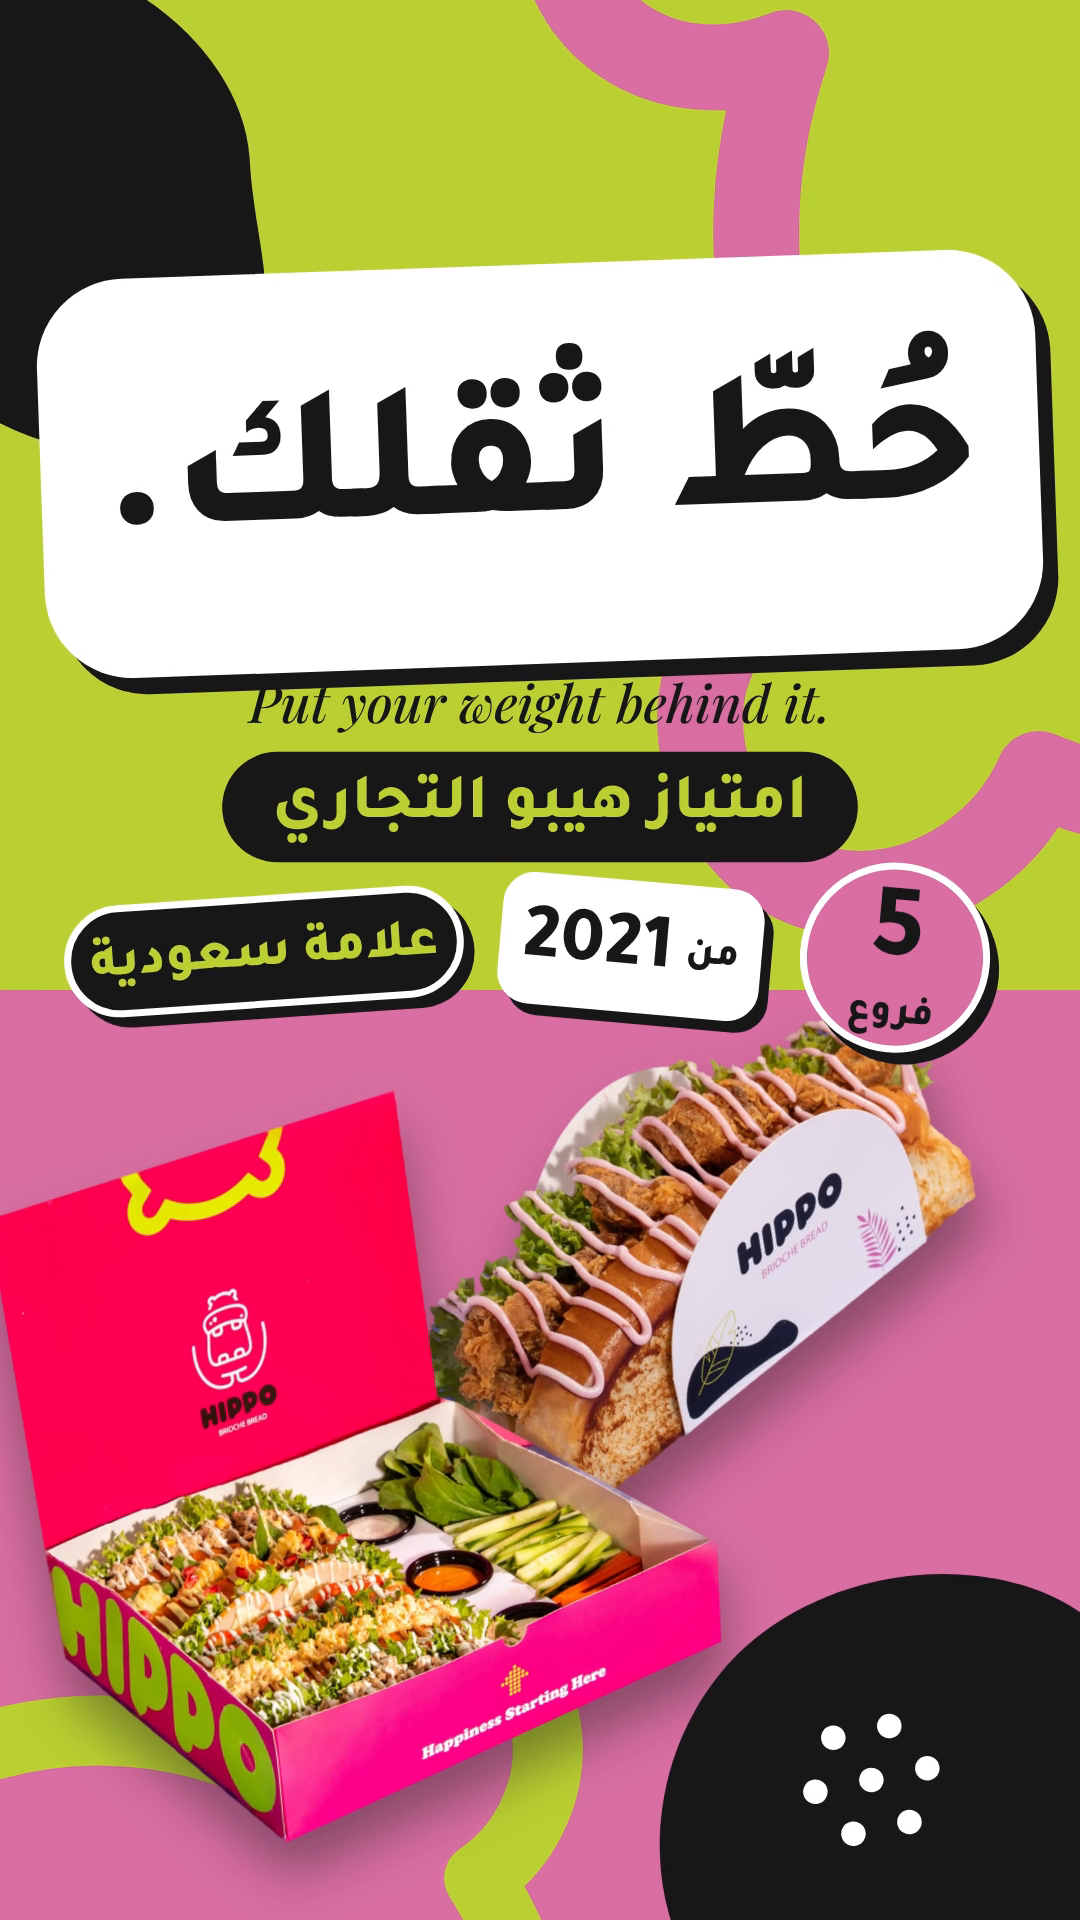 حُطّ ثقلك.
Put your weight behind it.
امتياز هيبو التجاري
5
فروع
من 2021
علامة سعودية
HIPPO
BRIOCHE BREAD
HIPPO
BRIOCHE BREAD
HIPPO
Happiness Starting Here